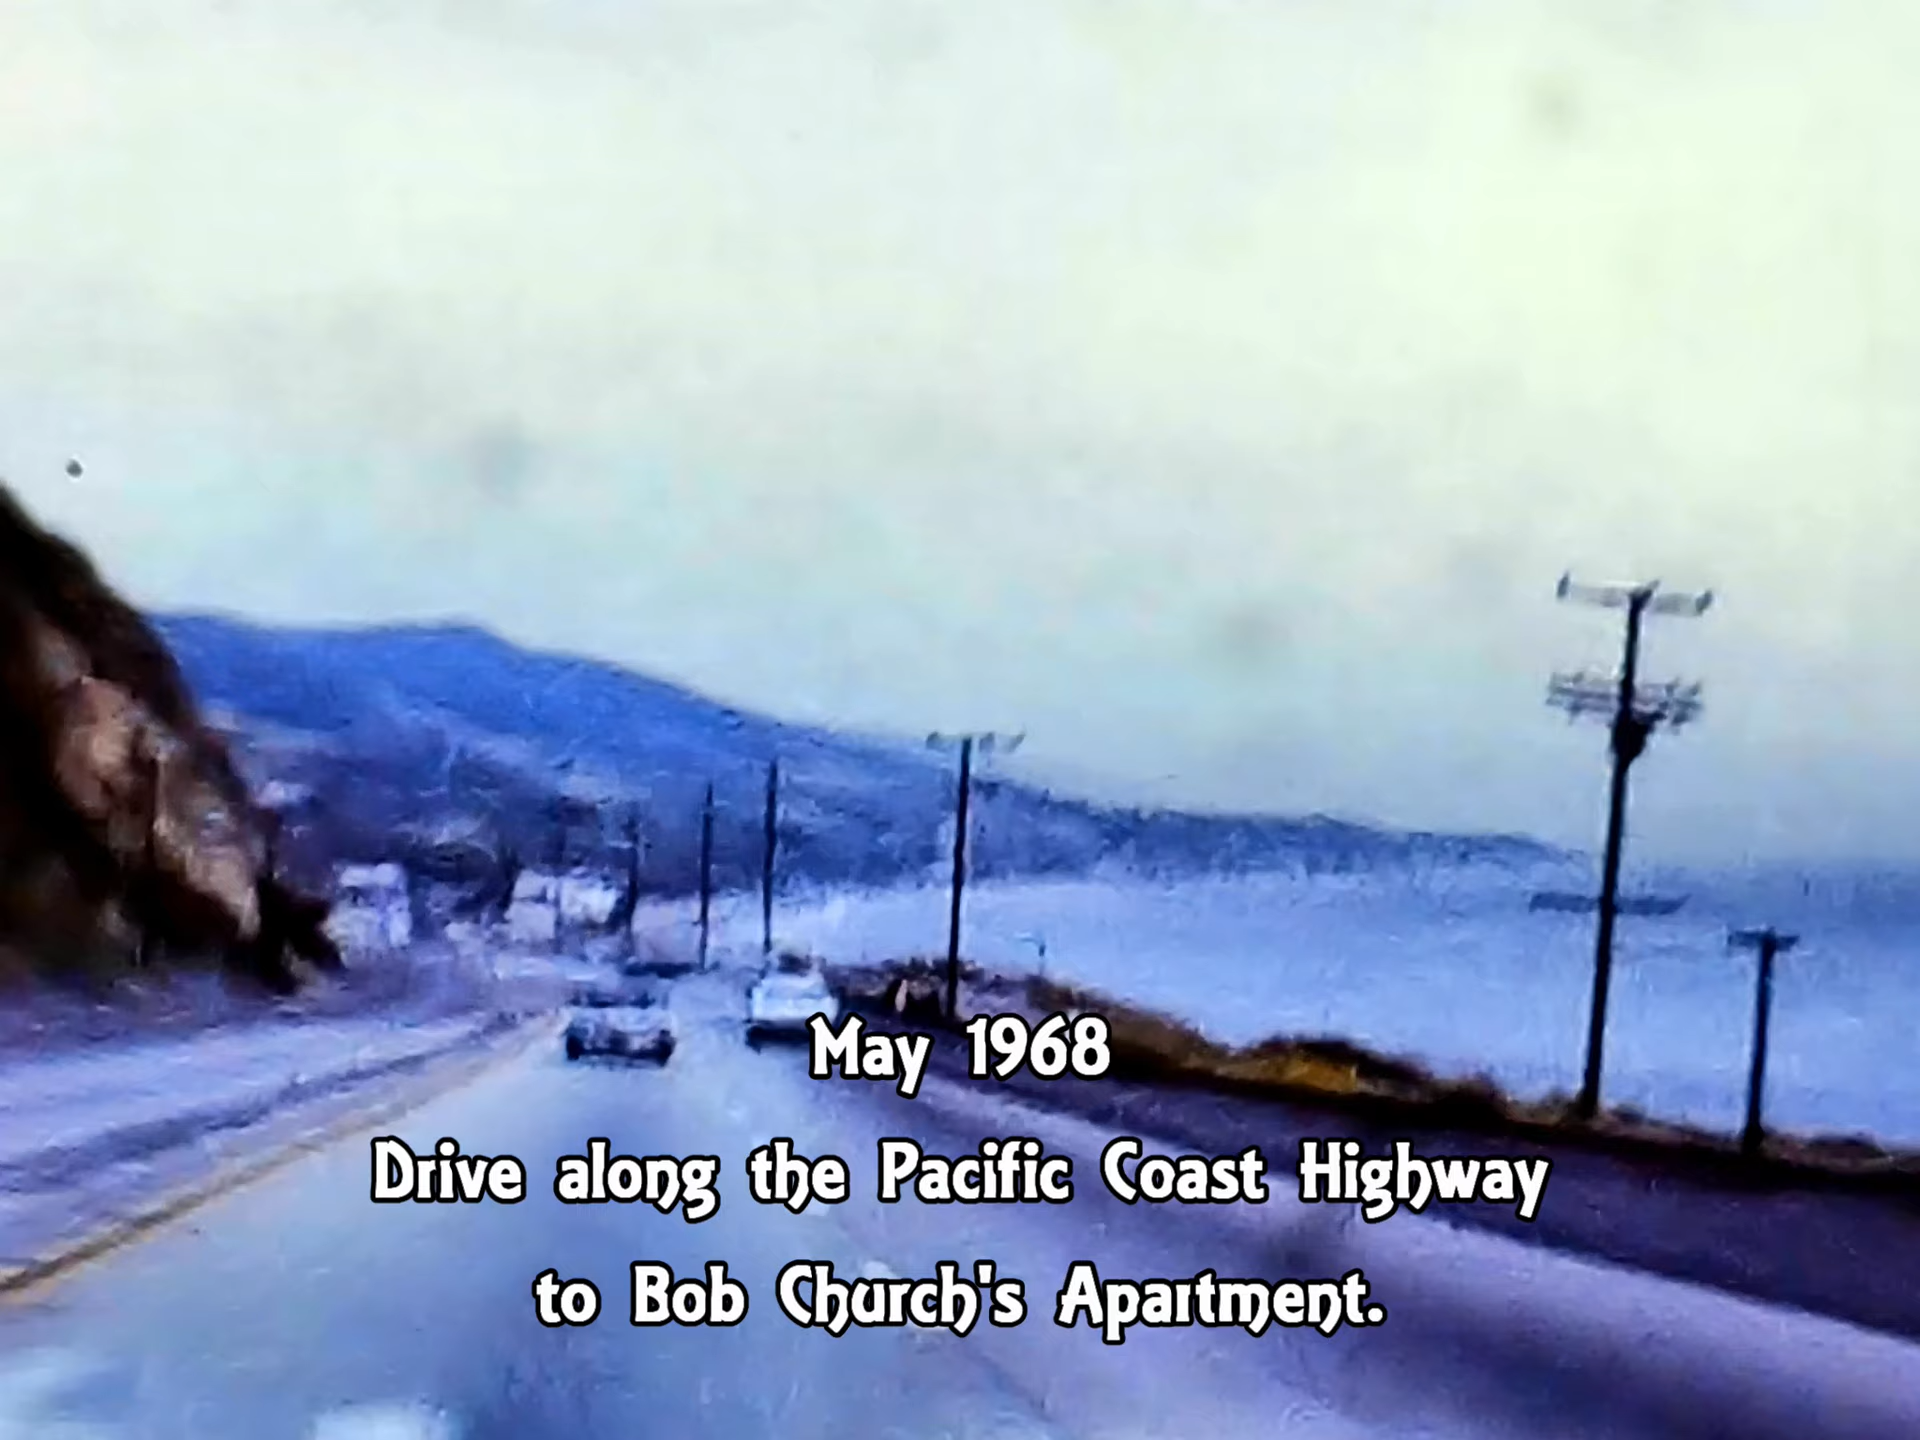 May 1968
Drive along the Pacific Coast Highway
to Bob Church's Apartment.